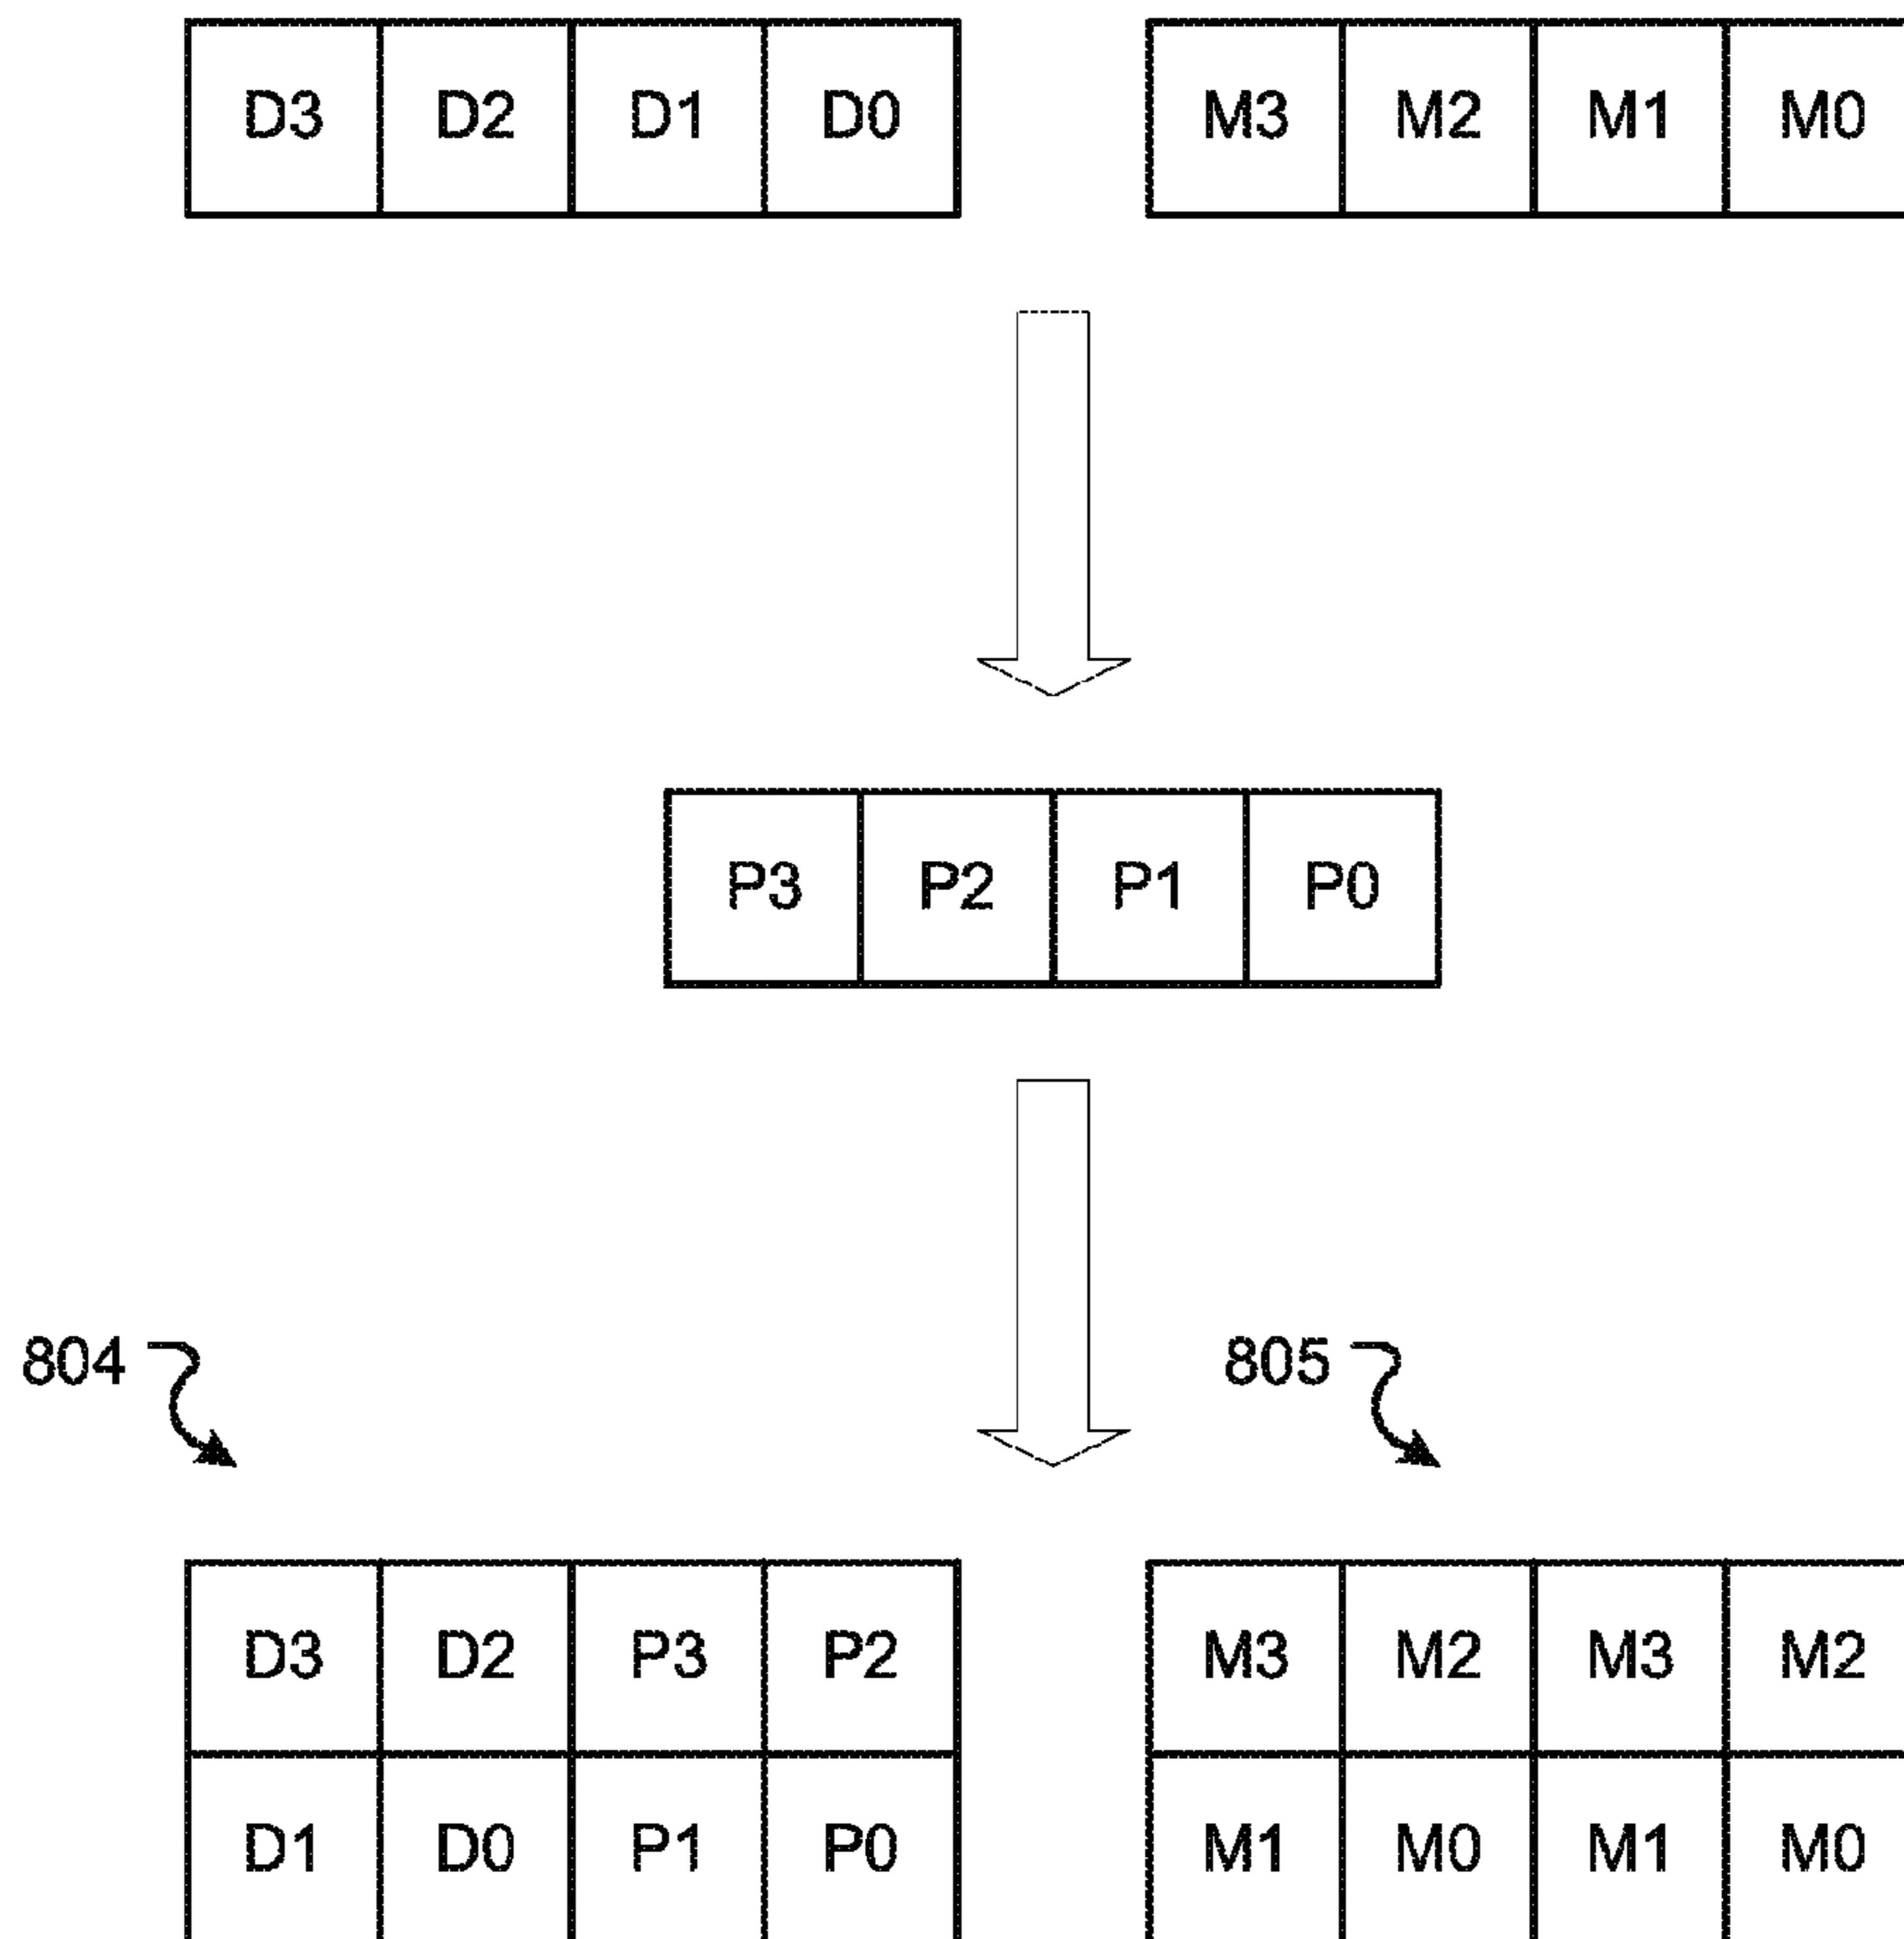 D3 D2 D1 D0 M3 M2 M1 M0
P3 P2 P1 P0
804 805
D3 D2 P3 P2 M3 M2 M3 M2
D1 D0 P1 P0 M1 M0 M1 M0